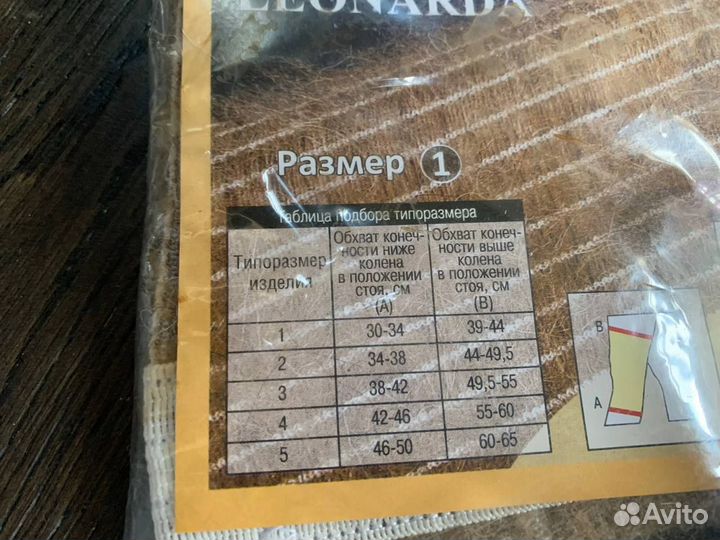 LEONARDA
Размер 1
Таблица подбора типоразмера
Типоразмер
изделия
Обхват конеч-
ности ниже
колена
в положении
стоя, см
(А)
Обхват конеч-
ности выше
колена
в положении
стоя, см
(В)
1 30-34 39-44
2 34-38 44-49,5
3 38-42 49,5-55
4 42-46 55-60
5 46-50 60-65
В
А
Avito